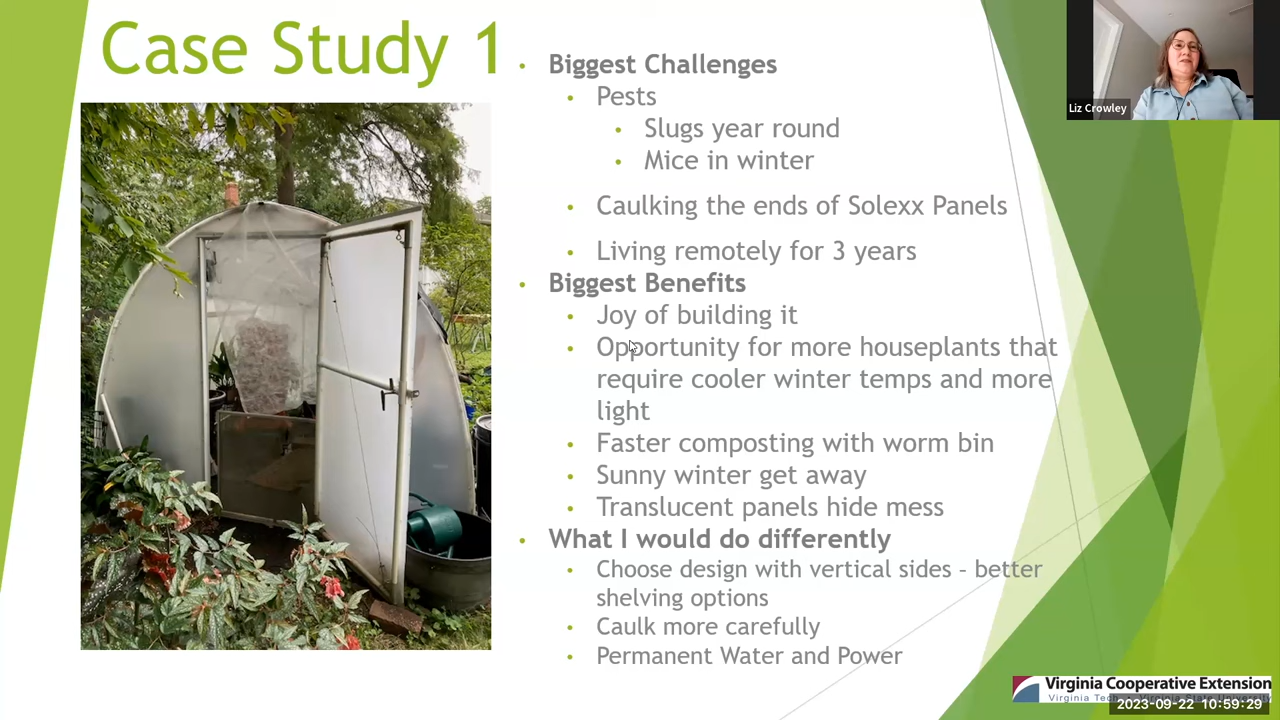 Case Study 1
Biggest Challenges
Pests
Slugs year round
Mice in winter
Caulking the ends of Solexx Panels
Living remotely for 3 years
Biggest Benefits
Joy of building it
Opportunity for more houseplants that
require cooler winter temps and more
light
Faster composting with worm bin
Sunny winter get away
Translucent panels hide mess
What I would do differently
Choose design with vertical sides – better
shelving options
Caulk more carefully
Permanent Water and Power
Liz Crowley
Virginia Cooperative Extension
Virginia Tech • Virginia State University
2023-09-22 10:59:29